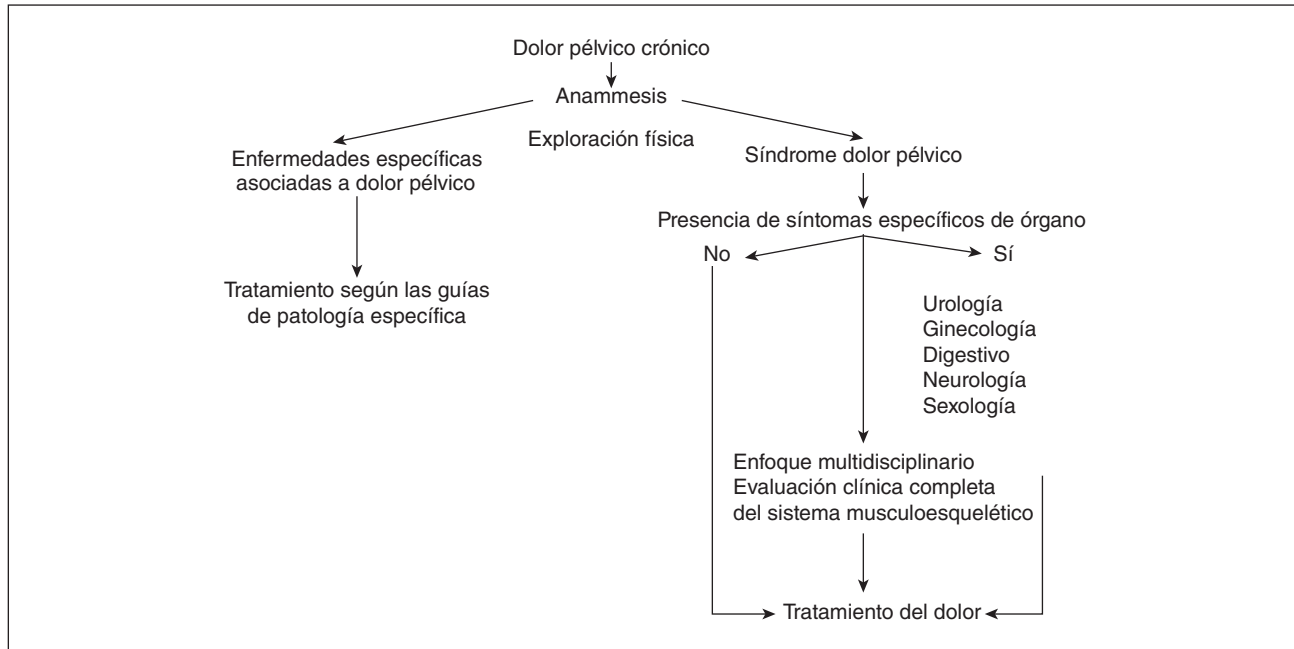 Dolor pélvico crónico
Anammesis
Exploración física
Enfermedades específicas
asociadas a dolor pélvico
Tratamiento según las guías
de patología específica
Síndrome dolor pélvico
Presencia de síntomas específicos de órgano
No
Sí
Urología
Ginecología
Digestivo
Neurología
Sexología
Enfoque multidisciplinario
Evaluación clínica completa
del sistema musculoesquelético
Tratamiento del dolor